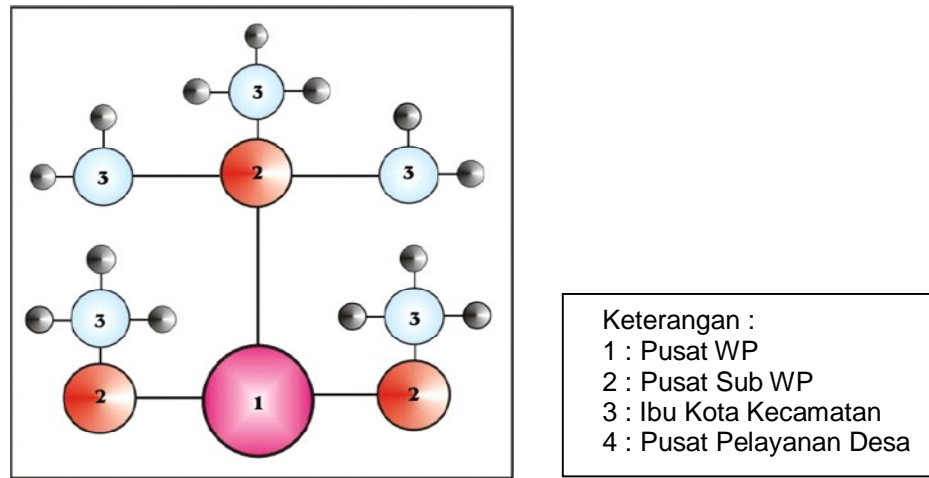 3
3
2
3
3
3
2
1
2
Keterangan :
1 : Pusat WP
2 : Pusat Sub WP
3 : Ibu Kota Kecamatan
4 : Pusat Pelayanan Desa